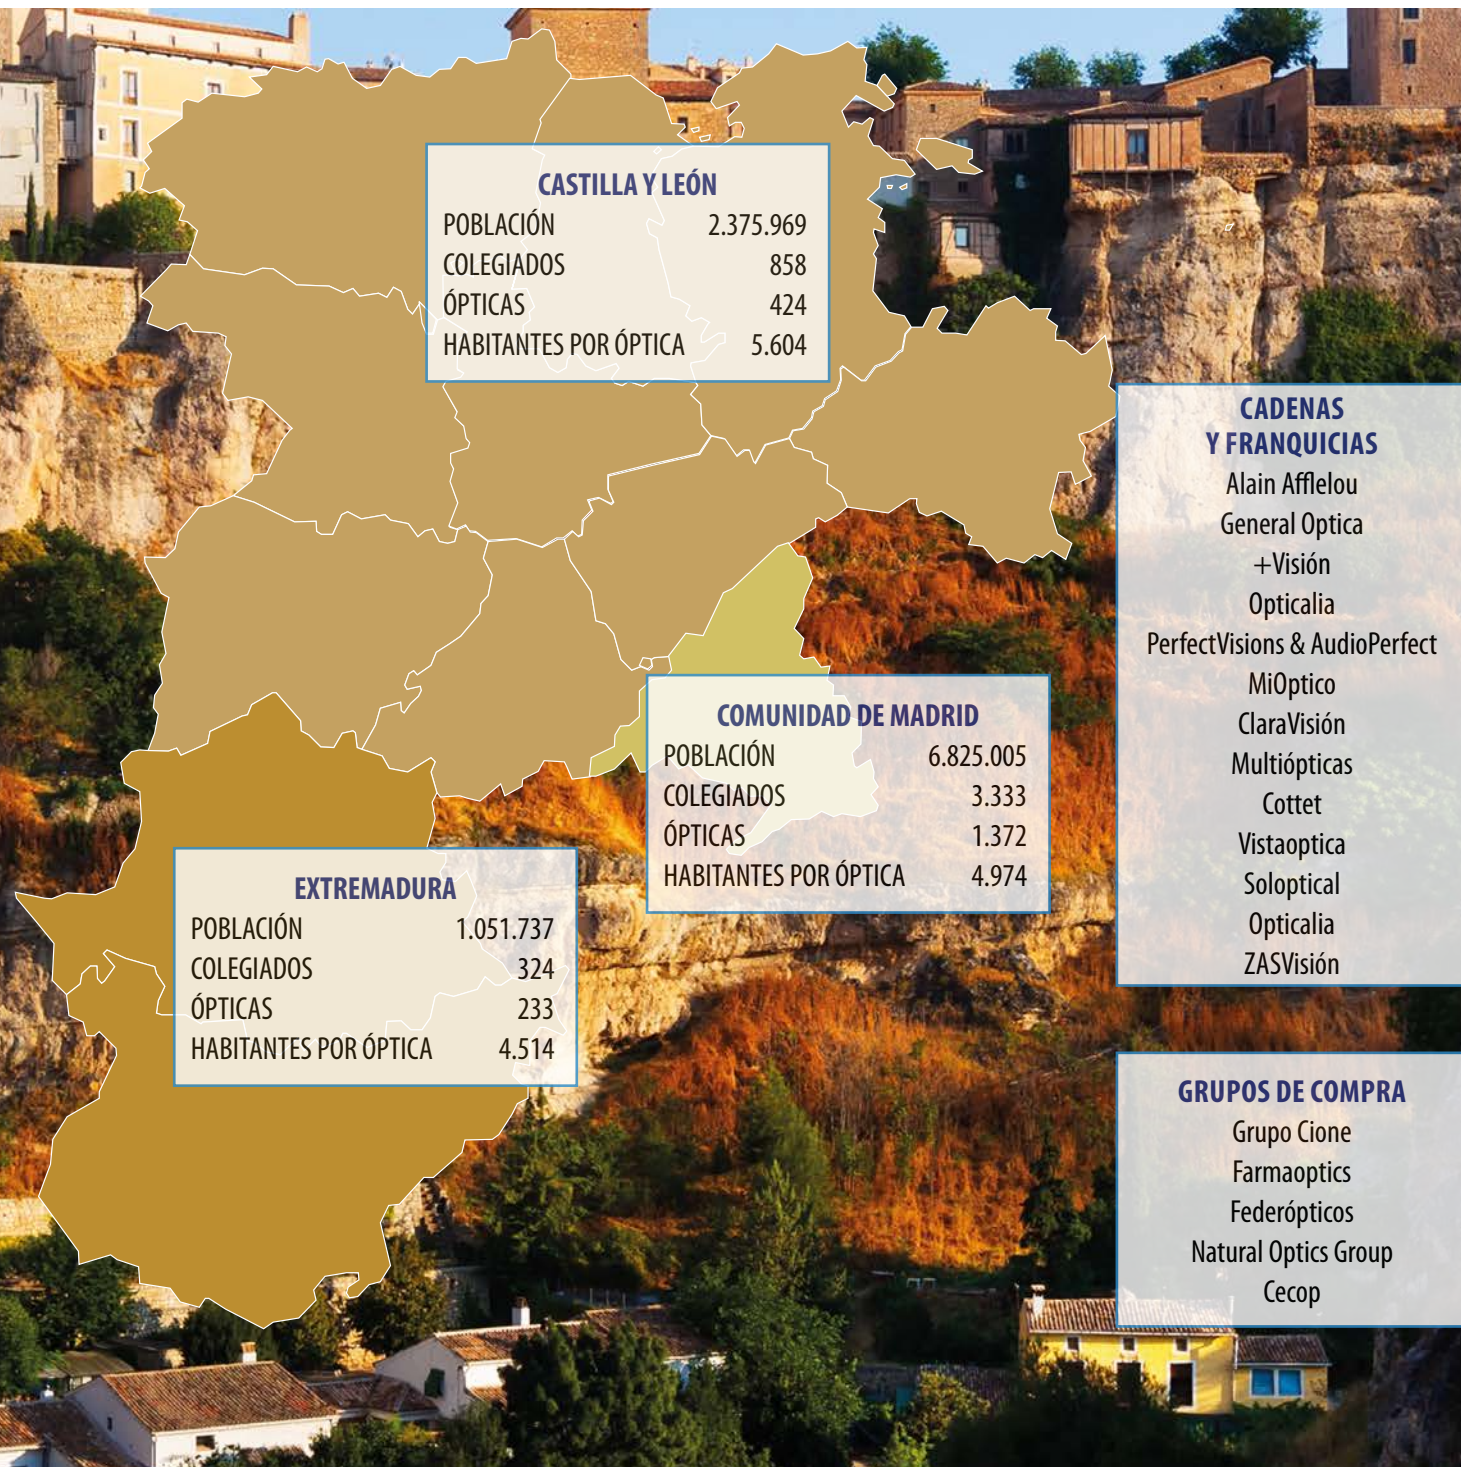 CASTILLA Y LEÓN
POBLACIÓN 2.375.969
COLEGIADOS 858
ÓPTICAS 424
HABITANTES POR ÓPTICA 5.604
CADENAS
Y FRANQUICIAS
Alain Afflelou
General Optica
+Visión
Opticalia
PerfectVisions & AudioPerfect
MiOptico
ClaraVisión
Multiópticas
Cottet
Vistaoptica
Soloptical
Opticalia
ZASVisión
COMUNIDAD DE MADRID
POBLACIÓN 6.825.005
COLEGIADOS 3.333
ÓPTICAS 1.372
HABITANTES POR ÓPTICA 4.974
EXTREMADURA
POBLACIÓN 1.051.737
COLEGIADOS 324
ÓPTICAS 233
HABITANTES POR ÓPTICA 4.514
GRUPOS DE COMPRA
Grupo Cione
Farmaoptics
Federópticos
Natural Optics Group
Cecop